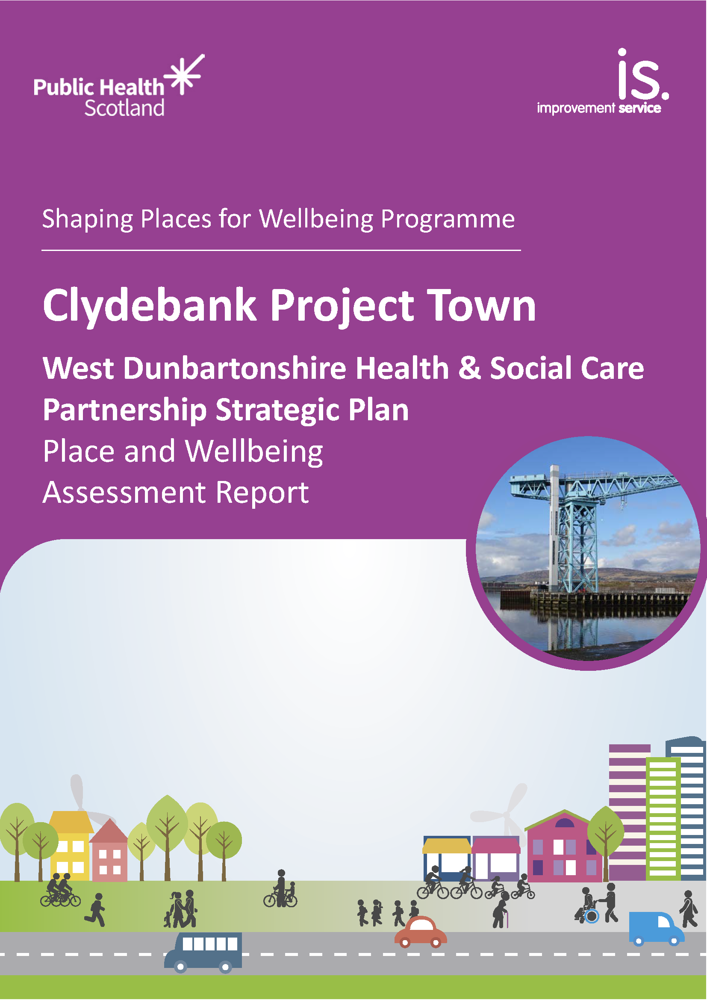 Public Health
Scotland
is.
improvement service
Shaping Places for Wellbeing Programme
Clydebank Project Town
West Dunbartonshire Health & Social Care
Partnership Strategic Plan
Place and Wellbeing
Assessment Report